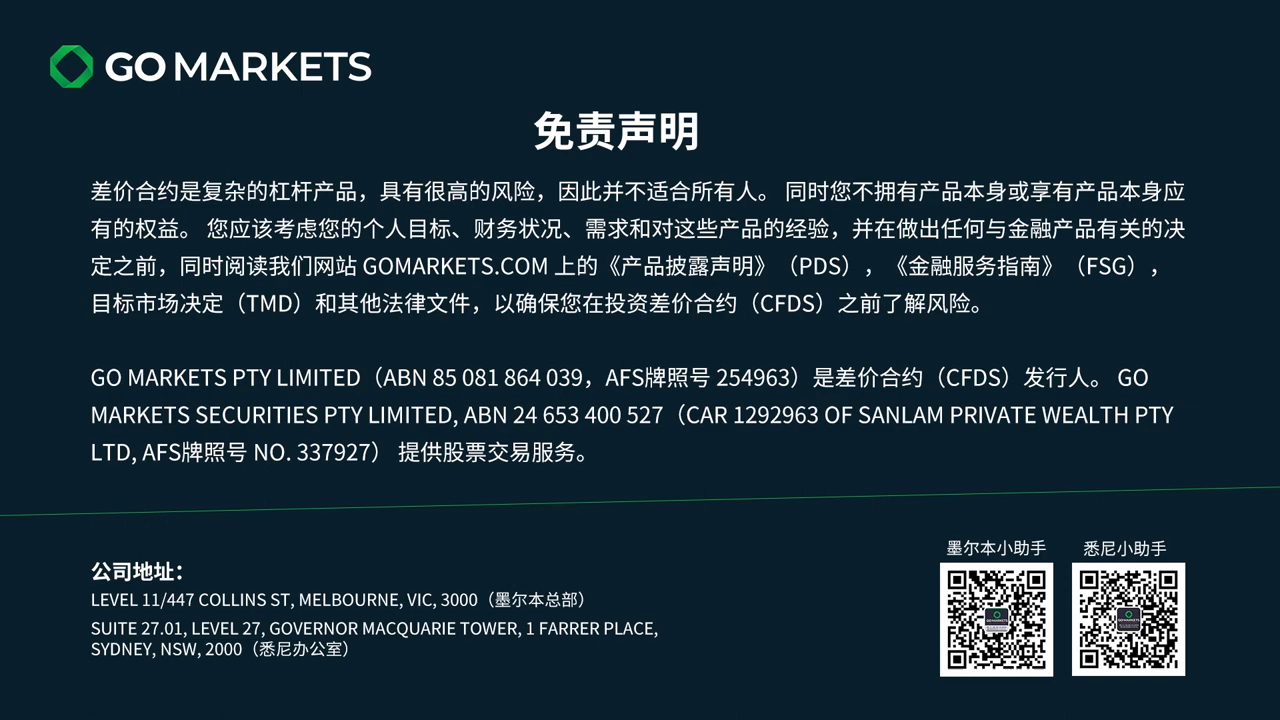 GO MARKETS
免责声明
差价合约是复杂的杠杆产品，具有很高的风险，因此并不适合所有人。 同时您不拥有产品本身或享有产品本身应
有的权益。 您应该考虑您的个人目标、财务状况、需求和对这些产品的经验，并在做出任何与金融产品有关的决
定之前，同时阅读我们网站 GOMARKETS.COM 上的《产品披露声明》（PDS），《金融服务指南》（FSG），
目标市场决定（TMD）和其他法律文件，以确保您在投资差价合约（CFDS）之前了解风险。
GO MARKETS PTY LIMITED（ABN 85 081 864 039，AFS牌照号 254963）是差价合约（CFDS）发行人。 GO
MARKETS SECURITIES PTY LIMITED, ABN 24 653 400 527（CAR 1292963 OF SANLAM PRIVATE WEALTH PTY
LTD, AFS牌照号 NO. 337927） 提供股票交易服务。
公司地址：
LEVEL 11/447 COLLINS ST, MELBOURNE, VIC, 3000（墨尔本总部）
SUITE 27.01, LEVEL 27, GOVERNOR MACQUARIE TOWER, 1 FARRER PLACE,
SYDNEY, NSW, 2000（悉尼办公室）
墨尔本小助手
悉尼小助手